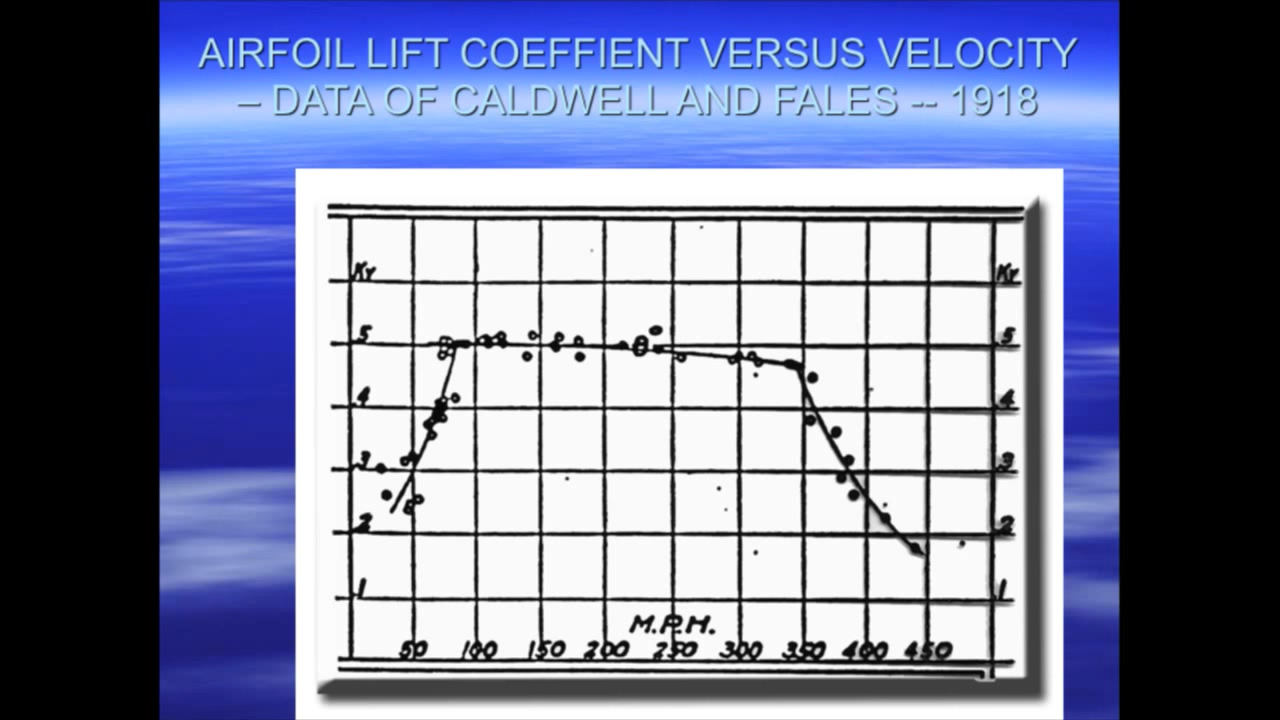 AIRFOIL LIFT COEFFIENT VERSUS VELOCITY
– DATA OF CALDWELL AND FALES -- 1918
Ky Ky
5 5
4 4
3 3
2 2
1 1
M.P.H.
50 100 150 200 250 300 350 400 450